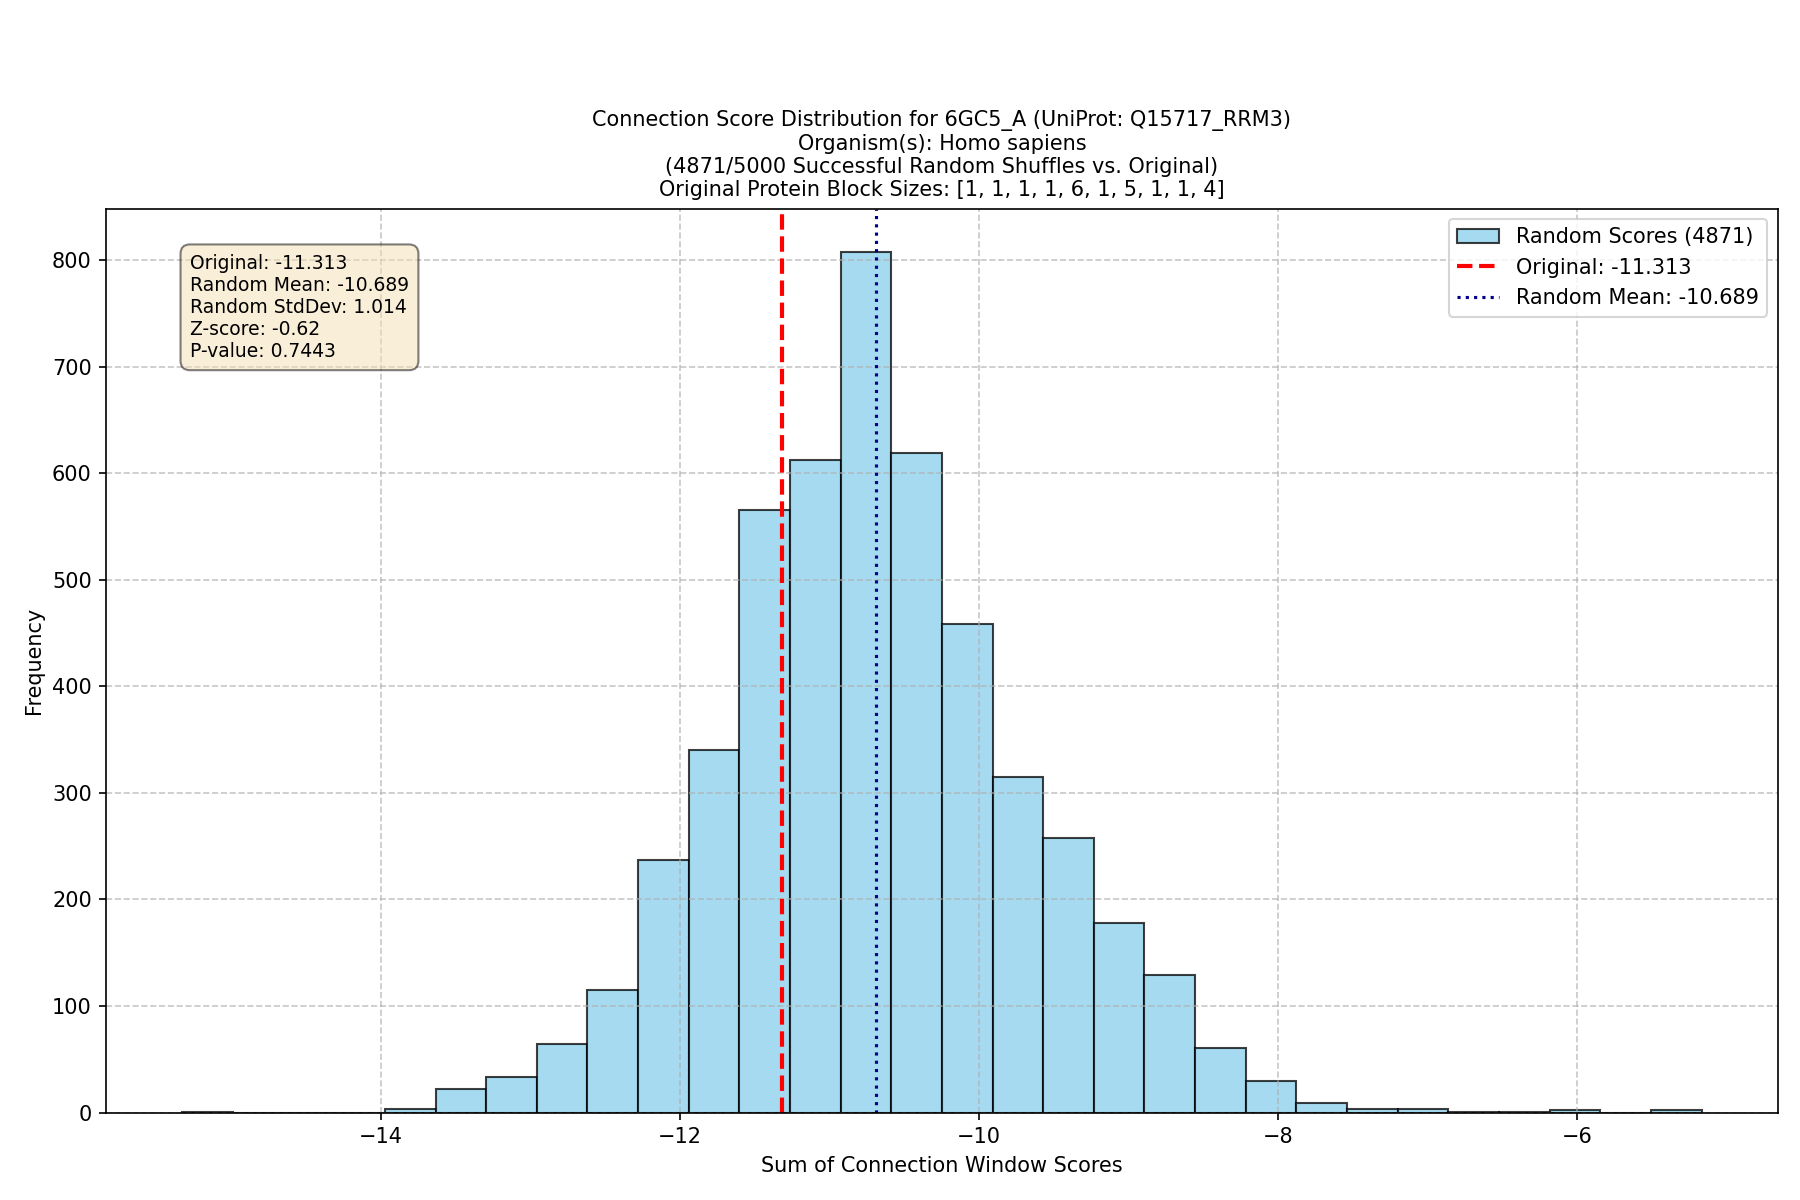 Connection Score Distribution for 6GC5_A (UniProt: Q15717_RRM3)
Organism(s): Homo sapiens
(4871/5000 Successful Random Shuffles vs. Original)
Original Protein Block Sizes: [1, 1, 1, 1, 6, 1, 5, 1, 1, 4]
Original: -11.313
Random Mean: -10.689
Random StdDev: 1.014
Z-score: -0.62
P-value: 0.7443
Random Scores (4871)
Original: -11.313
Random Mean: -10.689
Frequency
800
700
600
500
400
300
200
100
0
−14
−12
−10
−8
−6
Sum of Connection Window Scores